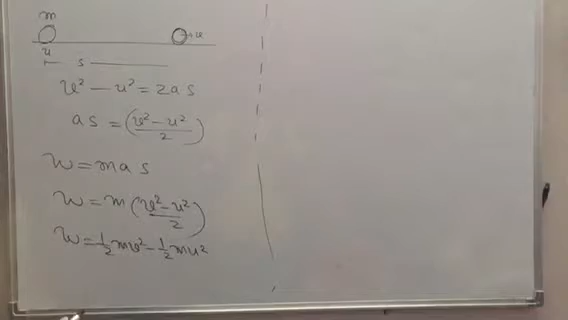 m
v
u
s
v² - u² = 2as
as = (v² - u²/2)
W = mas
W = m(v² - u²/2)
W = ½mv² - ½mu²